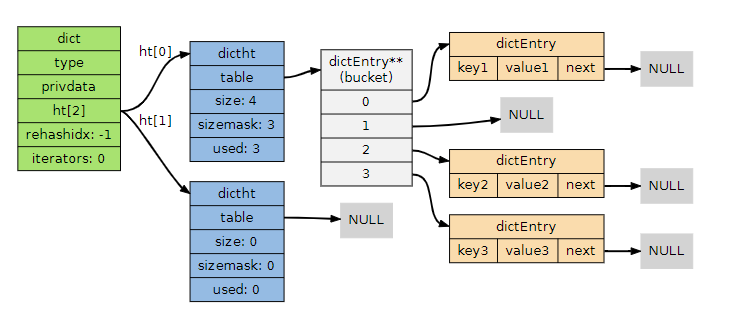 dict
type
privdata
ht[2]
rehashidx: -1
iterators: 0
ht[0]
ht[1]
dictht
table
size: 4
sizemask: 3
used: 3
dictht
table
size: 0
sizemask: 0
used: 0
dictEntry**
(bucket)
0
1
2
3
NULL
dictEntry
key1 value1 next
NULL
NULL
dictEntry
key2 value2 next
NULL
dictEntry
key3 value3 next
NULL